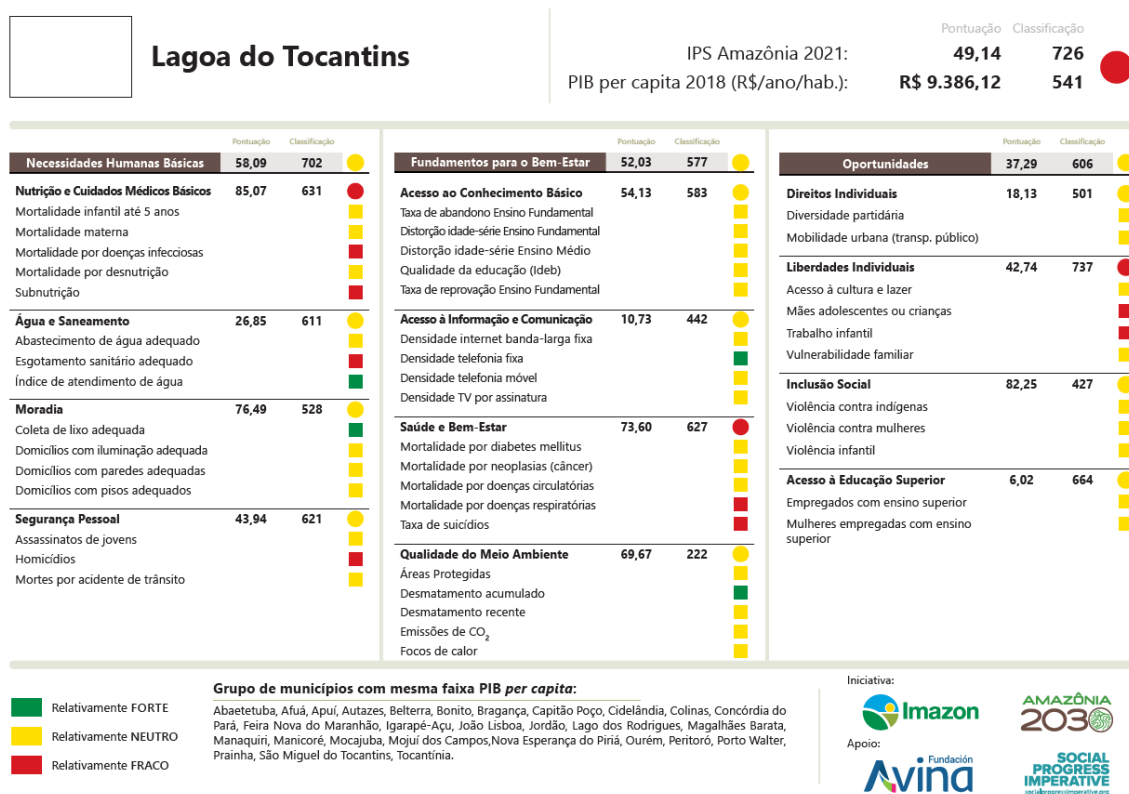 Lagoa do Tocantins
Pontuação Classificação
IPS Amazônia 2021: 49,14 726
PIB per capita 2018 (R$/ano/hab.): R$ 9.386,12 541
Pontuação Classificação
Necessidades Humanas Básicas 58,09 702
Nutrição e Cuidados Médicos Básicos 85,07 631
Mortalidade infantil até 5 anos
Mortalidade materna
Mortalidade por doenças infecciosas
Mortalidade por desnutrição
Subnutrição
Água e Saneamento 26,85 611
Abastecimento de água adequado
Esgotamento sanitário adequado
Índice de atendimento de água
Moradia 76,49 528
Coleta de lixo adequada
Domicílios com iluminação adequada
Domicílios com paredes adequadas
Domicílios com pisos adequados
Segurança Pessoal 43,94 621
Assassinatos de jovens
Homicídios
Mortes por acidente de trânsito
Pontuação Classificação
Fundamentos para o Bem-Estar 52,03 577
Acesso ao Conhecimento Básico 54,13 583
Taxa de abandono Ensino Fundamental
Distorção idade-série Ensino Fundamental
Distorção idade-série Ensino Médio
Qualidade da educação (Ideb)
Taxa de reprovação Ensino Fundamental
Acesso à Informação e Comunicação 10,73 442
Densidade internet banda-larga fixa
Densidade telefonia fixa
Densidade telefonia móvel
Densidade TV por assinatura
Saúde e Bem-Estar 73,60 627
Mortalidade por diabetes mellitus
Mortalidade por neoplasias (câncer)
Mortalidade por doenças circulatórias
Mortalidade por doenças respiratórias
Taxa de suicídios
Qualidade do Meio Ambiente 69,67 222
Áreas Protegidas
Desmatamento acumulado
Desmatamento recente
Emissões de CO2
Focos de calor
Pontuação Classificação
Oportunidades 37,29 606
Direitos Individuais 18,13 501
Diversidade partidária
Mobilidade urbana (transp. público)
Liberdades Individuais 42,74 737
Acesso à cultura e lazer
Mães adolescentes ou crianças
Trabalho infantil
Vulnerabilidade familiar
Inclusão Social 82,25 427
Violência contra indígenas
Violência contra mulheres
Violência infantil
Acesso à Educação Superior 6,02 664
Empregados com ensino superior
Mulheres empregadas com ensino
superior
Relativamente FORTE
Relativamente NEUTRO
Relativamente FRACO
Grupo de municípios com mesma faixa PIB per capita:
Abaetetuba, Afuá, Apuí, Autazes, Belterra, Bonito, Bragança, Capitão Poço, Cidelândia, Colinas, Concórdia do
Pará, Feira Nova do Maranhão, Igarapé-Açu, João Lisboa, Jordão, Lago dos Rodrigues, Magalhães Barata,
Manaquiri, Manicoré, Mocajuba, Mojuí dos Campos,Nova Esperança do Piriá, Ourém, Peritoró, Porto Walter,
Prainha, São Miguel do Tocantins, Tocantínia.
Iniciativa:
Imazon
AMAZÔNIA
2030
Apoio:
Fundación
Avina
SOCIAL
PROGRESS
IMPERATIVE
socialprogressimperative.org